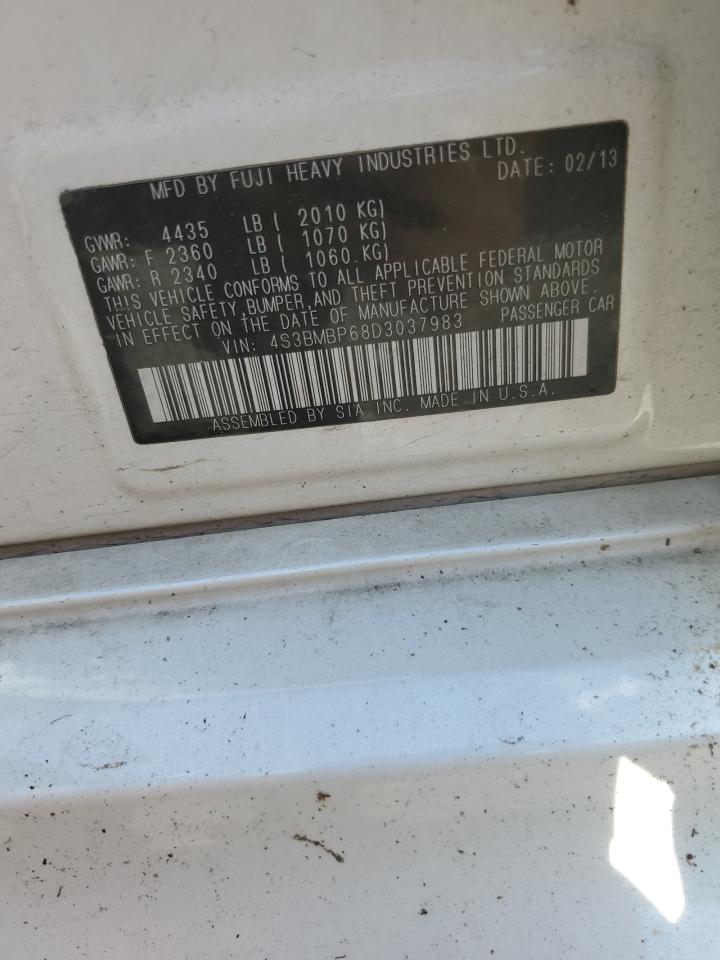 MFD BY FUJI HEAVY INDUSTRIES LTD.
DATE: 02/13
GVWR: 4435 LB ( 2010 KG)
GAWR: F 2360 LB ( 1070 KG)
GAWR: R 2340 LB ( 1060.KG)
THIS VEHICLE CONFORMS TO ALL APPLICABLE FEDERAL MOTOR
VEHICLE SAFETY,BUMPER,AND THEFT PREVENTION STANDARDS
IN EFFECT ON THE DATE OF MANUFACTURE SHOWN ABOVE.
VIN: 4S3BMBP68D3037983 PASSENGER CAR
ASSEMBLED BY SIA INC. MADE IN U.S.A.